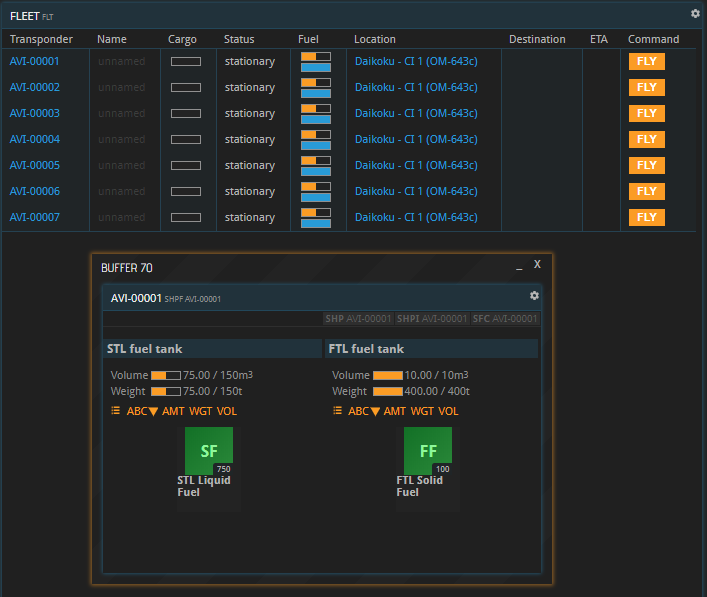 FLEET FLT
Transponder Name Cargo Status Fuel Location Destination ETA Command
AVI-00001 unnamed stationary Daikoku - CI 1 (OM-643c) FLY
AVI-00002 unnamed stationary Daikoku - CI 1 (OM-643c) FLY
AVI-00003 unnamed stationary Daikoku - CI 1 (OM-643c) FLY
AVI-00004 unnamed stationary Daikoku - CI 1 (OM-643c) FLY
AVI-00005 unnamed stationary Daikoku - CI 1 (OM-643c) FLY
AVI-00006 unnamed stationary Daikoku - CI 1 (OM-643c) FLY
AVI-00007 unnamed stationary Daikoku - CI 1 (OM-643c) FLY
BUFFER 70 _ X
AVI-00001 SHPF AVI-00001
SHP AVI-00001 SHPI AVI-00001 SFC AVI-00001
STL fuel tank
Volume 75.00 / 150m³
Weight 75.00 / 150t
ABC▼ AMT WGT VOL
SF
750
STL Liquid
Fuel
FTL fuel tank
Volume 10.00 / 10m³
Weight 400.00 / 400t
ABC▼ AMT WGT VOL
FF
100
FTL Solid
Fuel